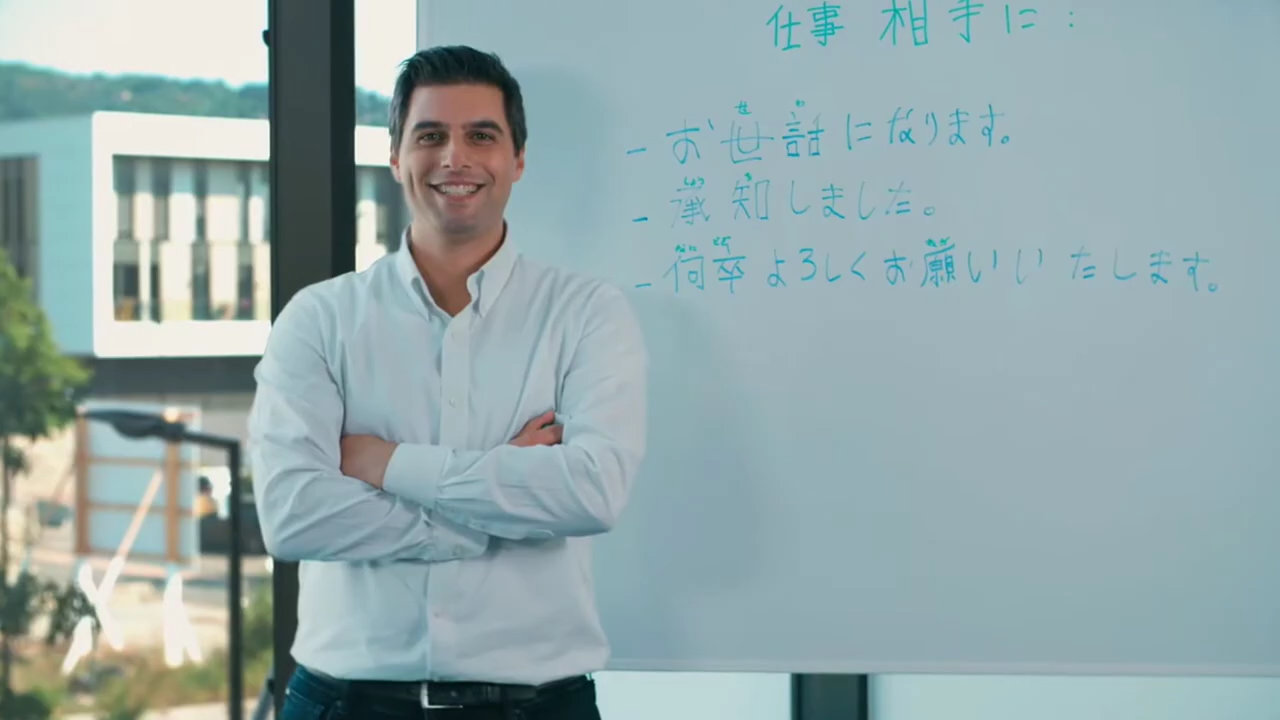 仕事 相手に:
- お世話になります。
- 承知しました。
- 何卒よろしくお願いいたします。